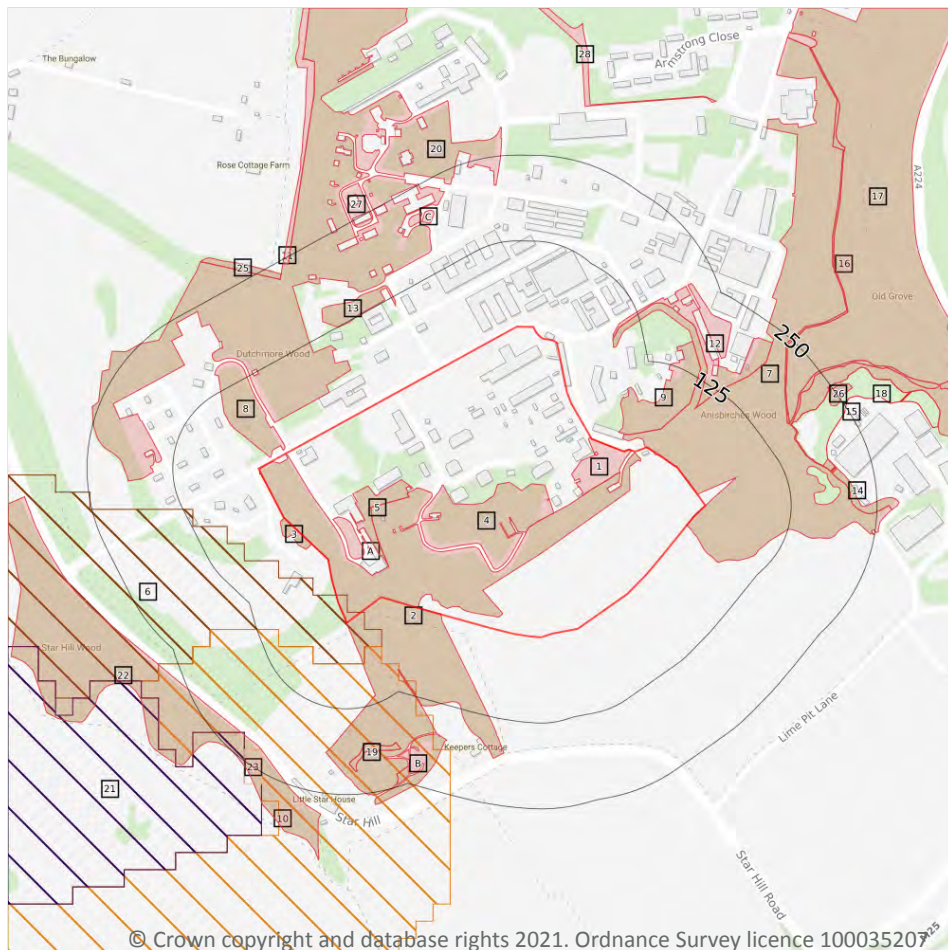 28
Armstrong Close
The Bungalow
20
Rose Cottage Farm
17
A224
27
C
11
25
16
Old Grove
13
12
250
Dutchmore Wood
7
125
26
18
8
9
15
Anisbirches Wood
1
14
5
4
3
A
6
2
Star Hill Wood
22
Lime Pit Lane
19
Keepers Cottage
B
23
21
Little Star House
10
Star Hill
Star Hill Road
A25
© Crown copyright and database rights 2021. Ordnance Survey licence 100035207